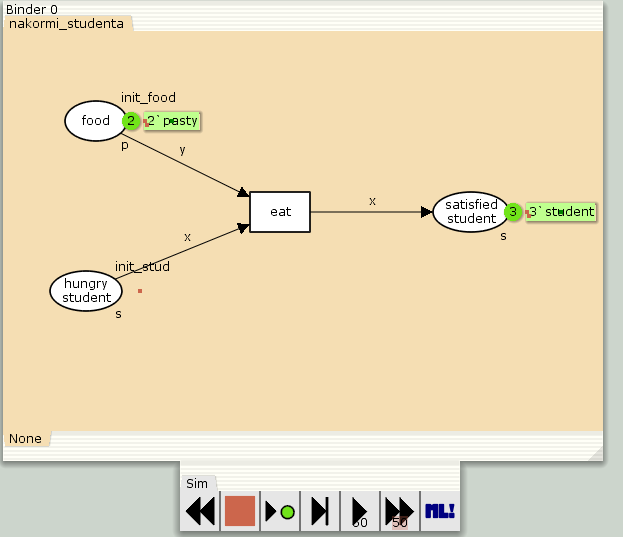 Binder 0
nakormi_studenta
init_food
food
2
2`pasty
p
y
eat
x
satisfied
student
3
3`student
s
x
init_stud
hungry
student
s
None
Sim
60
50
ML!